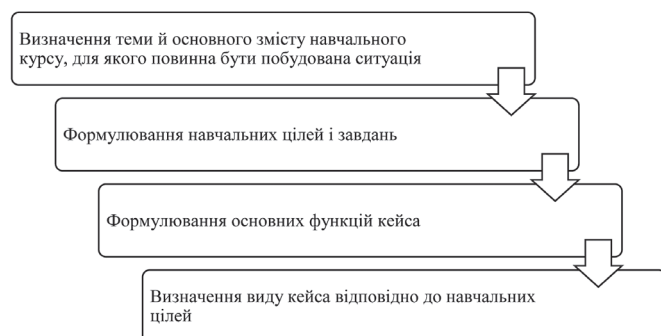 Визначення теми й основного змісту навчального
курсу, для якого повинна бути побудована ситуація
Формулювання навчальних цілей і завдань
Формулювання основних функцій кейса
Визначення виду кейса відповідно до навчальних
цілей